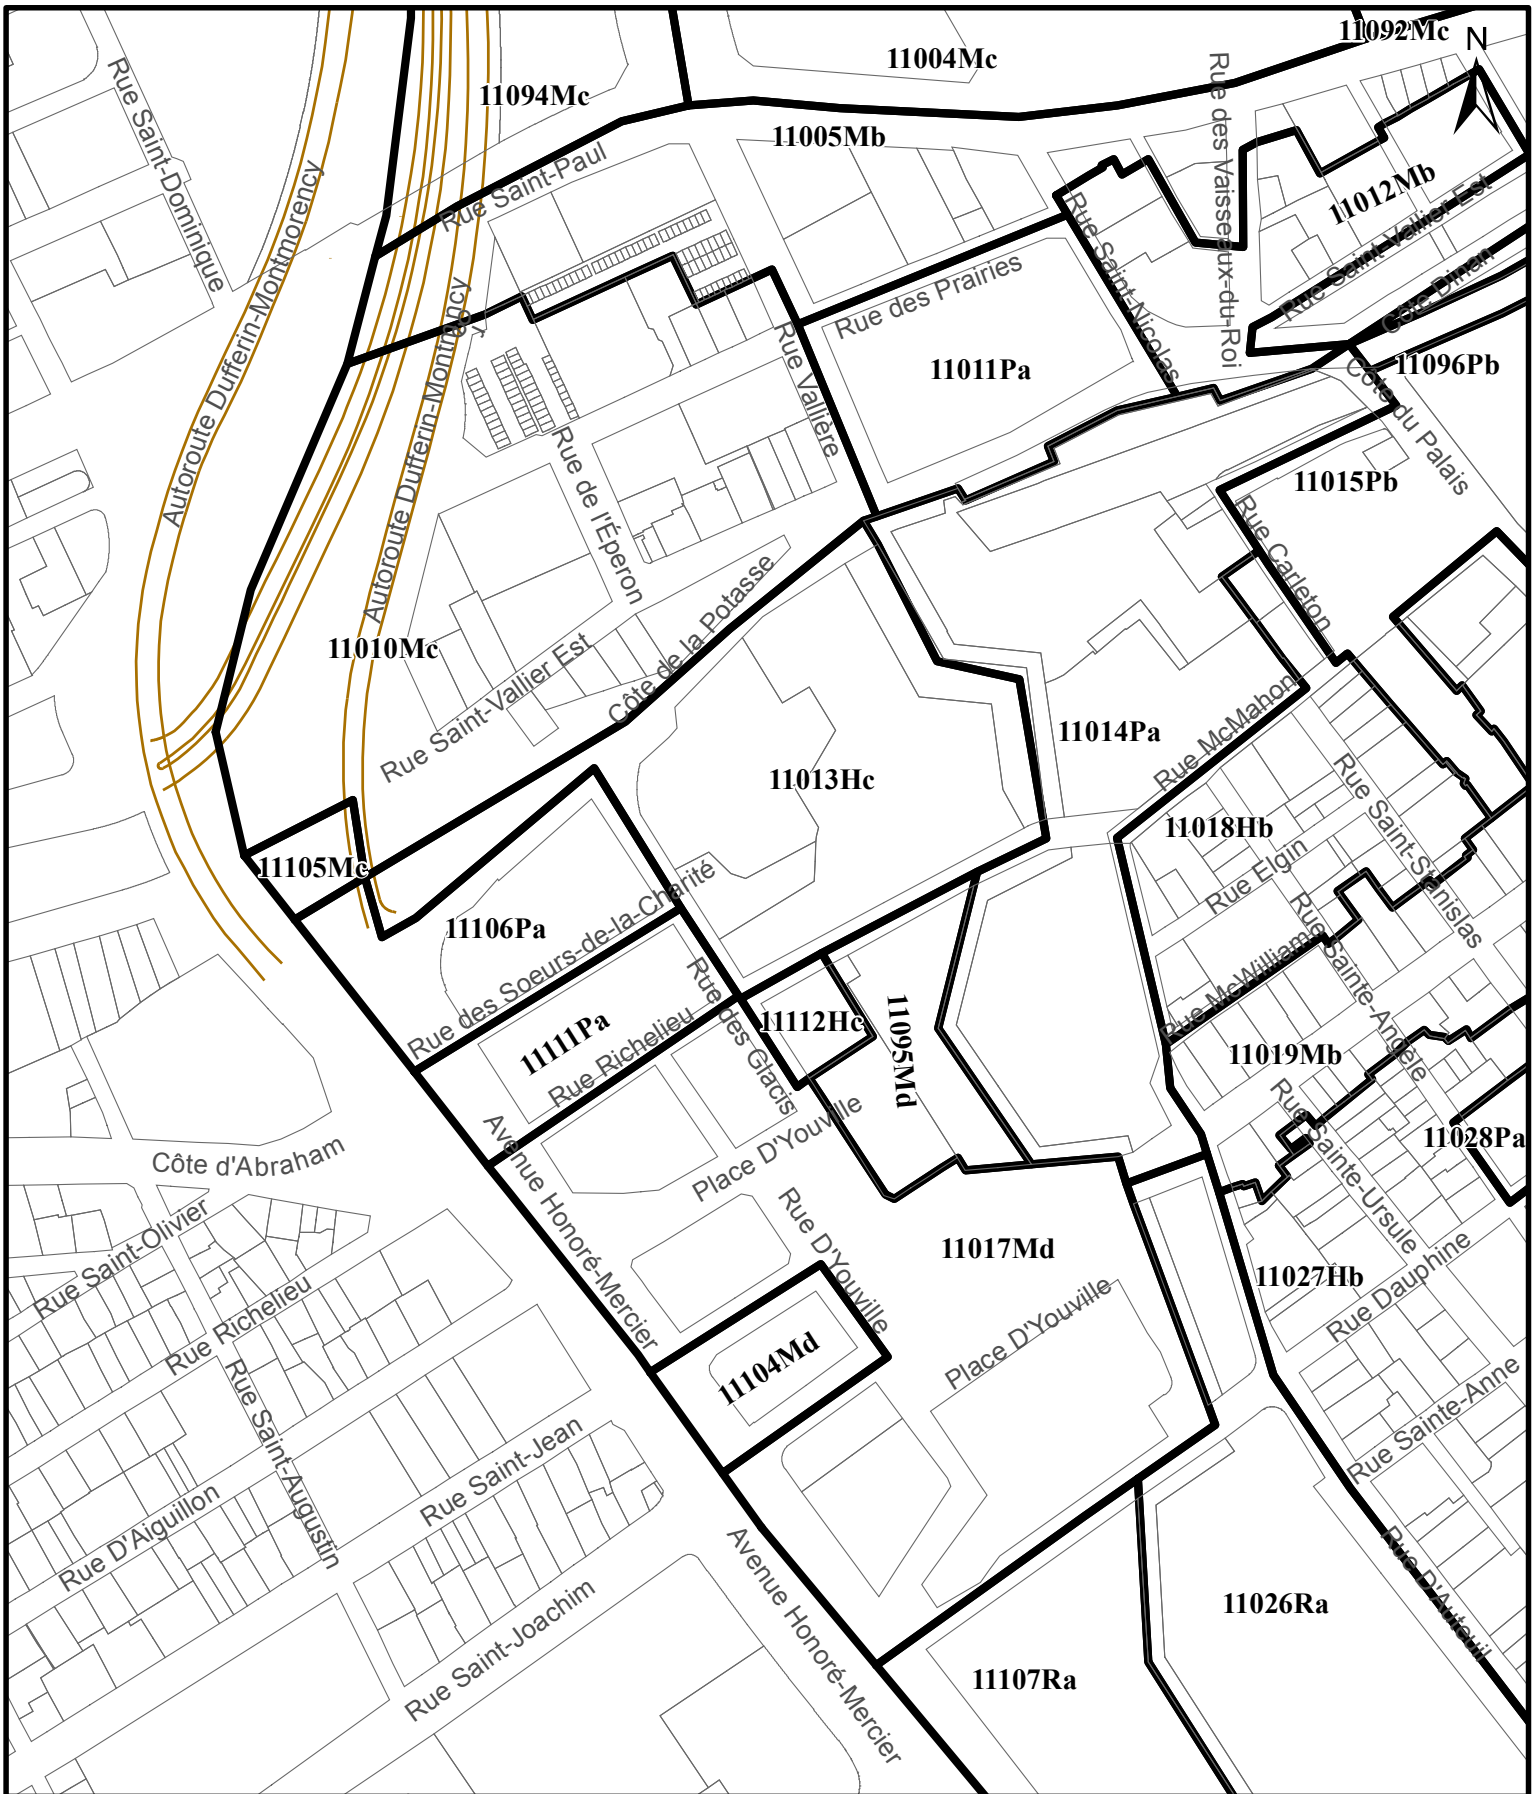 11092Mc
N
11004Mc
Rue Saint-Dominique
11094Mc
Rue des Vaisseaux-du-Roi
11005Mb
Rue Saint-Paul
11012Mb
Autoroute Dufferin-Montmorency
Rue Saint-Nicolas
Rue Saint-Vallier Est
Côte Dinan
Rue des Prairies
Autoroute Dufferin-Montmorency
Rue Vallière
11011Pa
11096Pb
Côte du Palais
11015Pb
Rue de l'Éperon
Rue Carleton
Côte de la Potasse
11010Mc
Rue Saint-Vallier Est
11014Pa
Rue McMahon
11013Hc
11018Hb
Rue Saint-Stanislas
Rue Elgin
11105Mc
11106Pa
Rue des Soeurs-de-la-Charité
Rue McWilliam
Rue Sainte-Angèle
11111Pa
Rue Richelieu
Rue des Glacis
11112Hc
11095Md
11019Mb
Avenue Honoré-Mercier
Place D'Youville
Rue Sainte-Ursule
11028Pa
Côte d'Abraham
Rue Saint-Olivier
Rue D'Youville
11017Md
11027Hb
Rue Dauphine
Rue Richelieu
Place D'Youville
11104Md
Rue Saint-Augustin
Rue Sainte-Anne
Rue Saint-Jean
Rue D'Aiguillon
Rue D'Auteuil
Avenue Honoré-Mercier
11026Ra
Rue Saint-Joachim
11107Ra